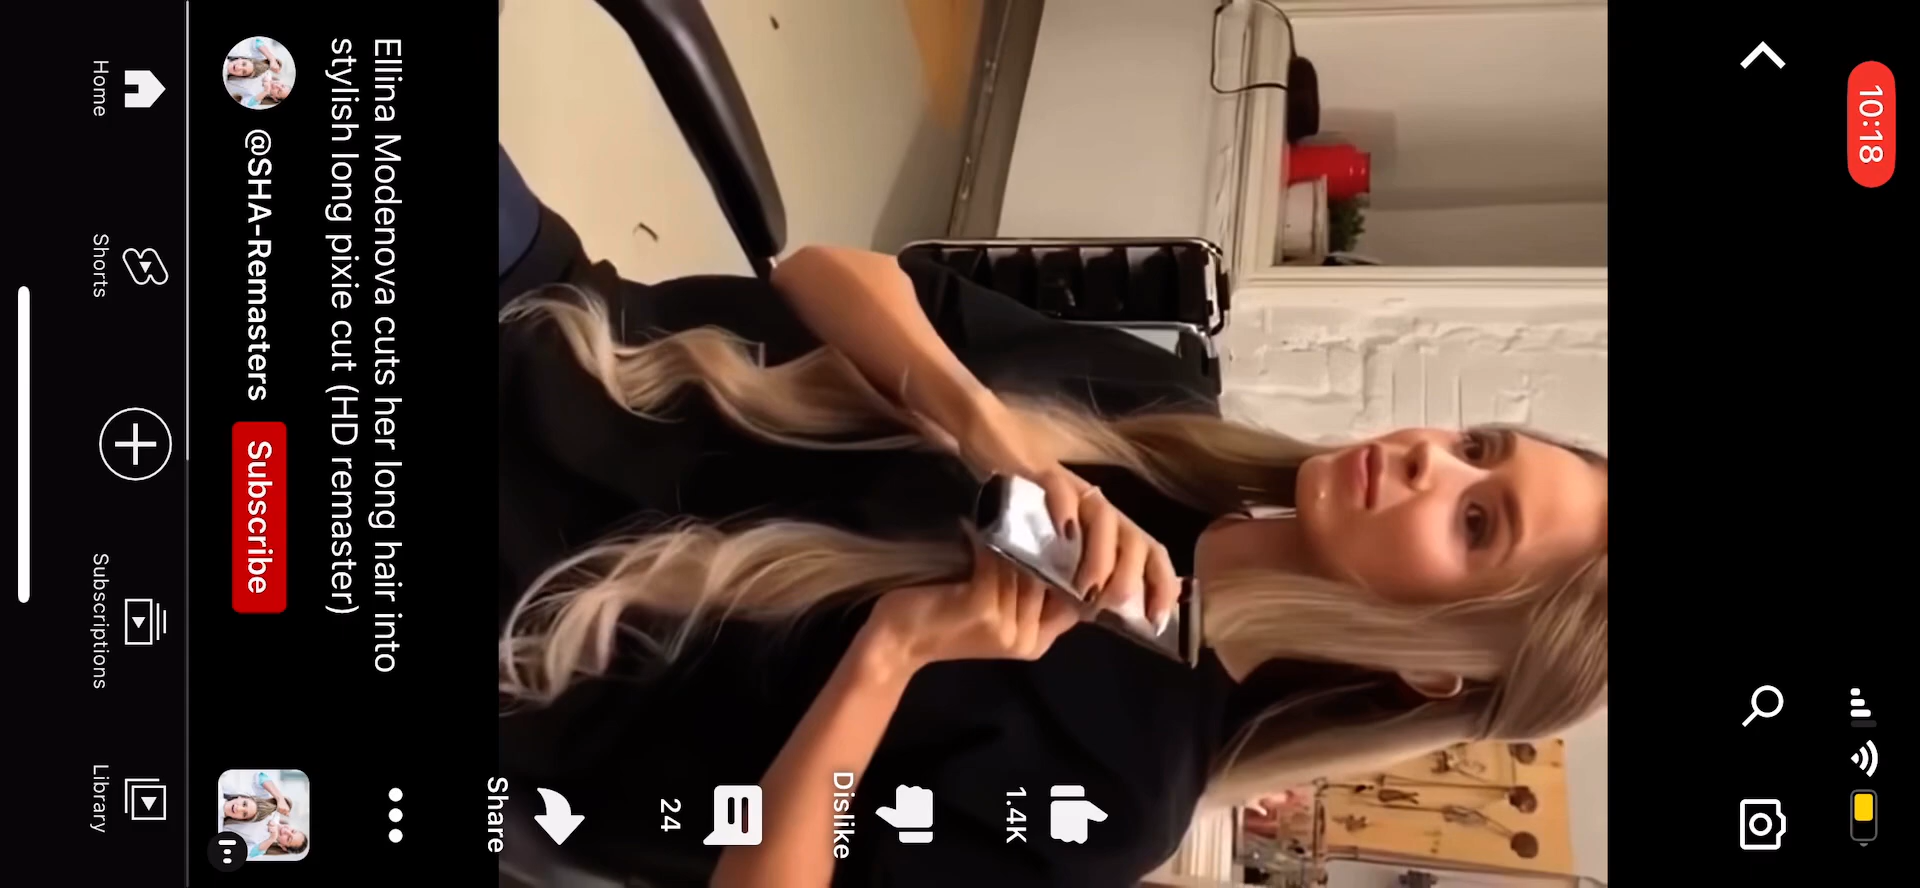 10:18
1.4K
Dislike
24
Share
Ellina Modenova cuts her long hair into
stylish long pixie cut (HD remaster)
@SHA-Remasters
Subscribe
Home
Shorts
Subscriptions
Library